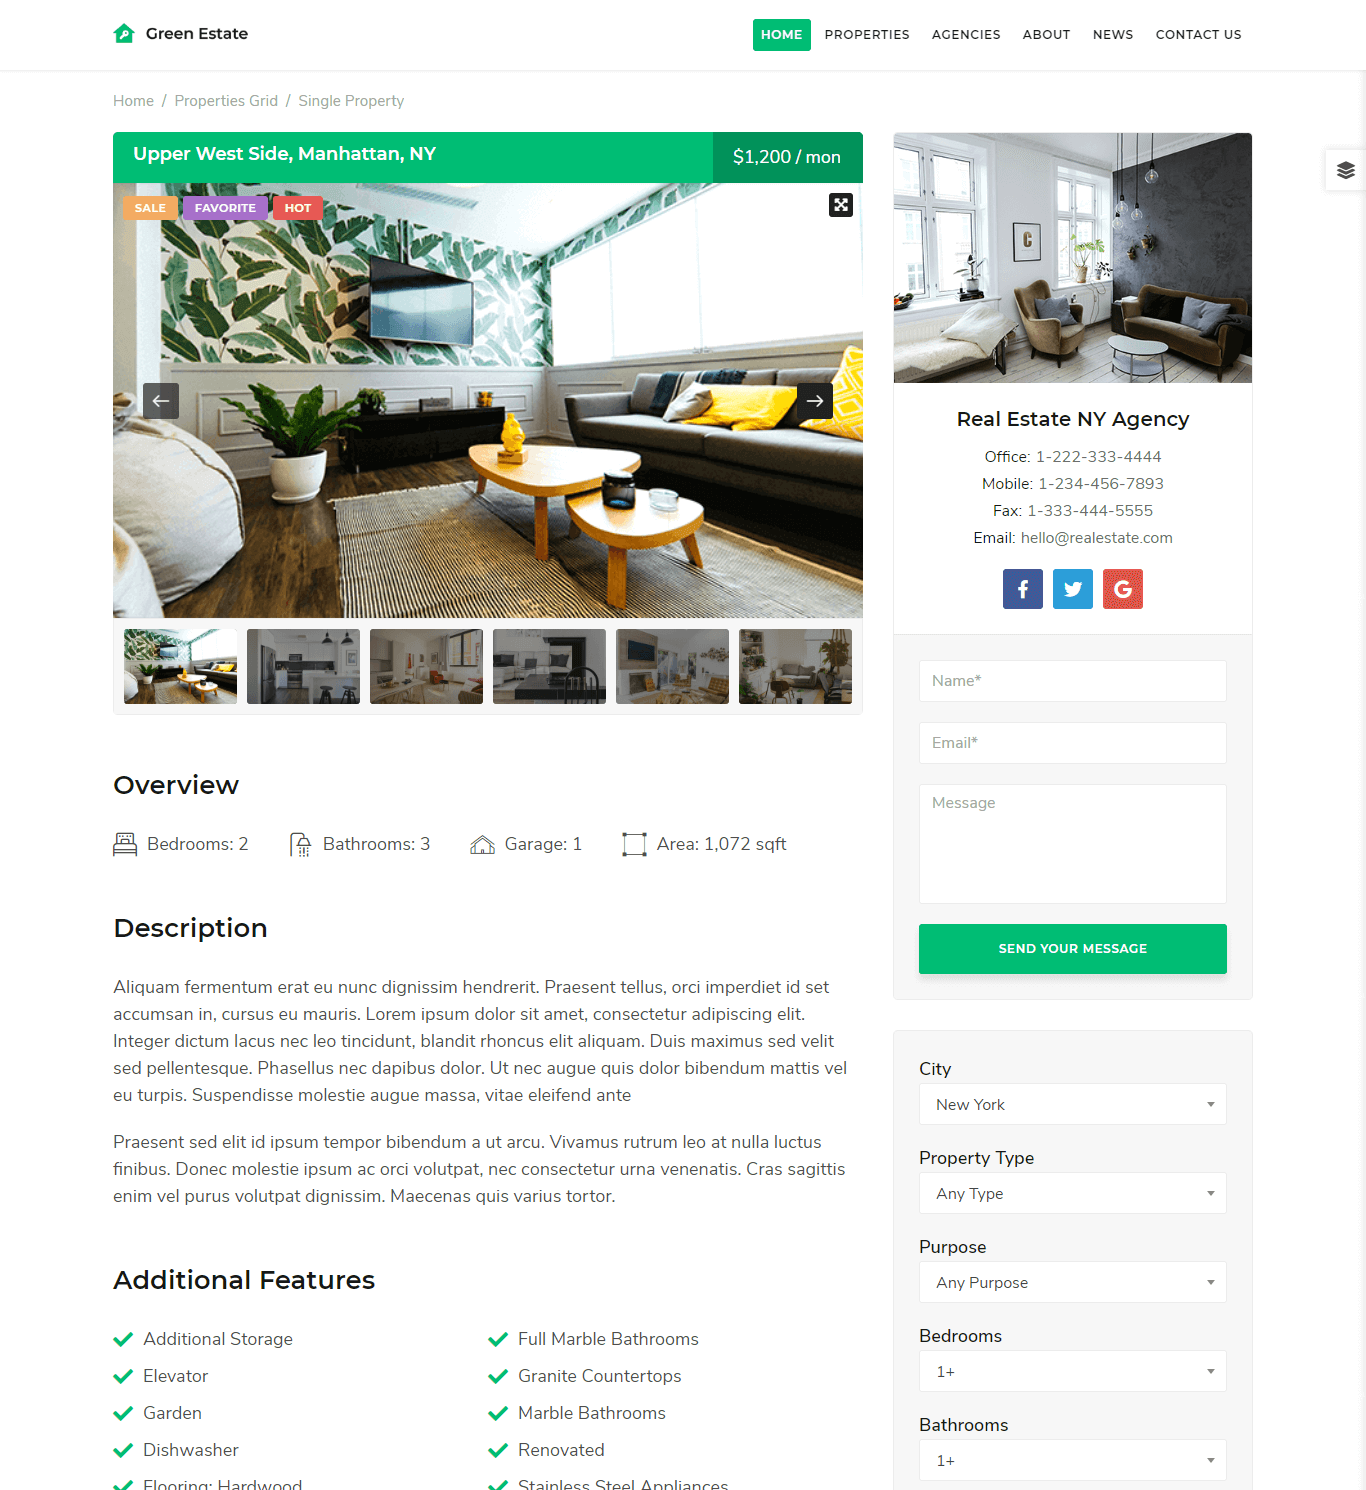 Green Estate
HOME PROPERTIES AGENCIES ABOUT NEWS CONTACT US
Home / Properties Grid / Single Property
Upper West Side, Manhattan, NY
$1,200 / mon
SALE FAVORITE HOT
C
Real Estate NY Agency
Office: 1-222-333-4444
Mobile: 1-234-456-7893
Fax: 1-333-444-5555
Email: hello@realestate.com
Name*
Email*
Message
SEND YOUR MESSAGE
Overview
Bedrooms: 2 Bathrooms: 3 Garage: 1 Area: 1,072 sqft
Description
Aliquam fermentum erat eu nunc dignissim hendrerit. Praesent tellus, orci imperdiet id set
accumsan in, cursus eu mauris. Lorem ipsum dolor sit amet, consectetur adipiscing elit.
Integer dictum lacus nec leo tincidunt, blandit rhoncus elit aliquam. Duis maximus sed velit
sed pellentesque. Phasellus nec dapibus dolor. Ut nec augue quis dolor bibendum mattis vel
eu turpis. Suspendisse molestie augue massa, vitae eleifend ante
Praesent sed elit id ipsum tempor bibendum a ut arcu. Vivamus rutrum leo at nulla luctus
finibus. Donec molestie ipsum ac orci volutpat, nec consectetur urna venenatis. Cras sagittis
enim vel purus volutpat dignissim. Maecenas quis varius tortor.
Additional Features
Additional Storage
Elevator
Garden
Dishwasher
Flooring: Hardwood
Full Marble Bathrooms
Granite Countertops
Marble Bathrooms
Renovated
Stainless Steel Appliances
City
New York
Property Type
Any Type
Purpose
Any Purpose
Bedrooms
1+
Bathrooms
1+